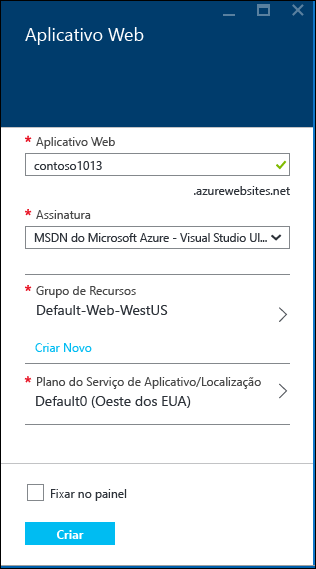 Aplicativo Web
* Aplicativo Web
contoso1013
.azurewebsites.net
* Assinatura
MSDN do Microsoft Azure - Visual Studio Ul...
* Grupo de Recursos
Default-Web-WestUS
Criar Novo
* Plano do Serviço de Aplicativo/Localização
Default0 (Oeste dos EUA)
Fixar no painel
Criar